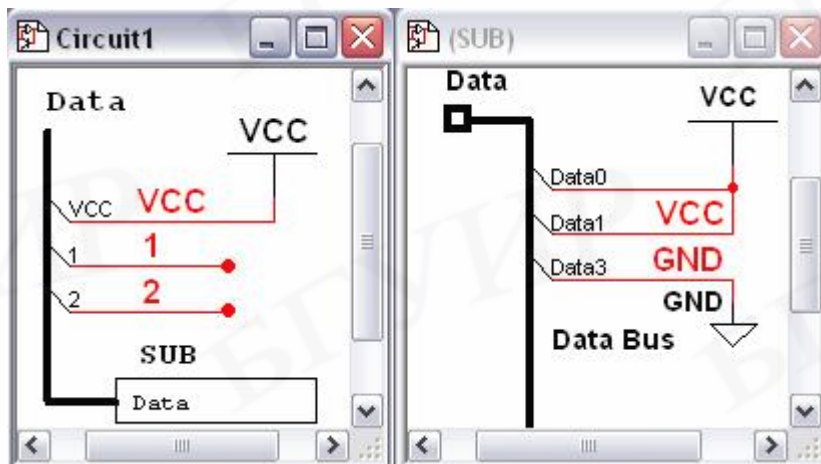 Circuit1
Data
VCC
VCC VCC
1 1
2 2
SUB
Data
(SUB)
Data
VCC
Data0
Data1 VCC
Data3 GND
GND
Data Bus
БГУИР